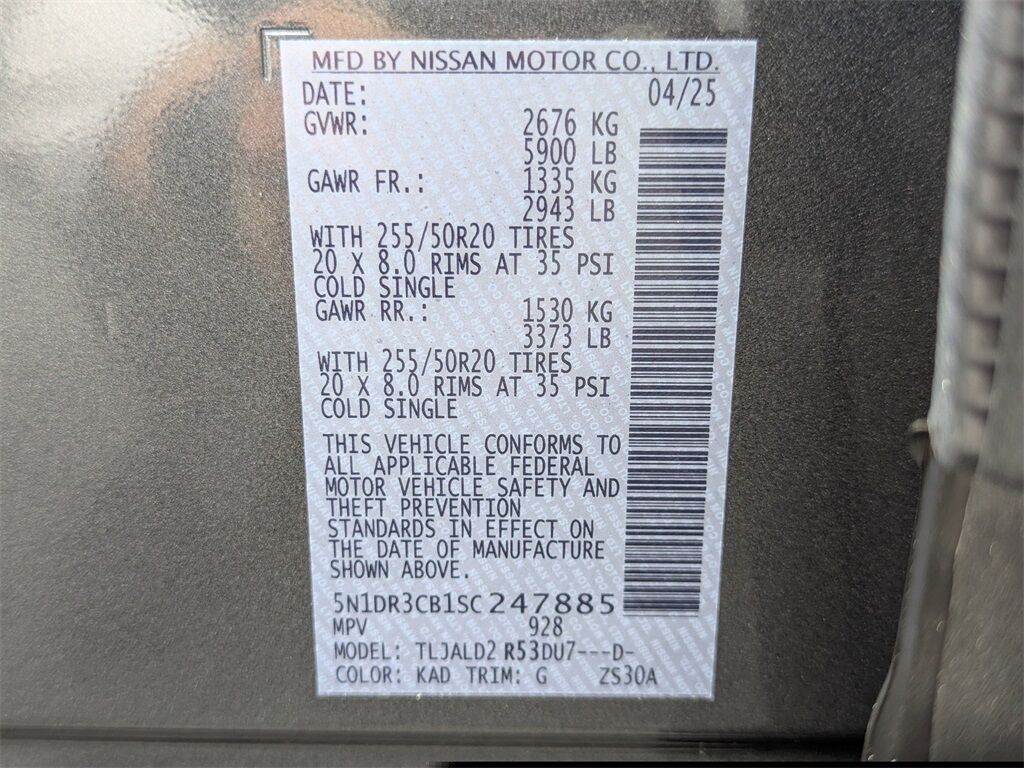 MFD BY NISSAN MOTOR CO., LTD.
DATE: 04/25
GVWR: 2676 KG
5900 LB
GAWR FR.: 1335 KG
2943 LB
WITH 255/50R20 TIRES
20 X 8.0 RIMS AT 35 PSI
COLD SINGLE
GAWR RR.: 1530 KG
3373 LB
WITH 255/50R20 TIRES
20 X 8.0 RIMS AT 35 PSI
COLD SINGLE
THIS VEHICLE CONFORMS TO
ALL APPLICABLE FEDERAL
MOTOR VEHICLE SAFETY AND
THEFT PREVENTION
STANDARDS IN EFFECT ON
THE DATE OF MANUFACTURE
SHOWN ABOVE.
5N1DR3CB1SC247885
MPV 928
MODEL: TLJALD2 R53DU7---D-
COLOR: KAD TRIM: G ZS30A